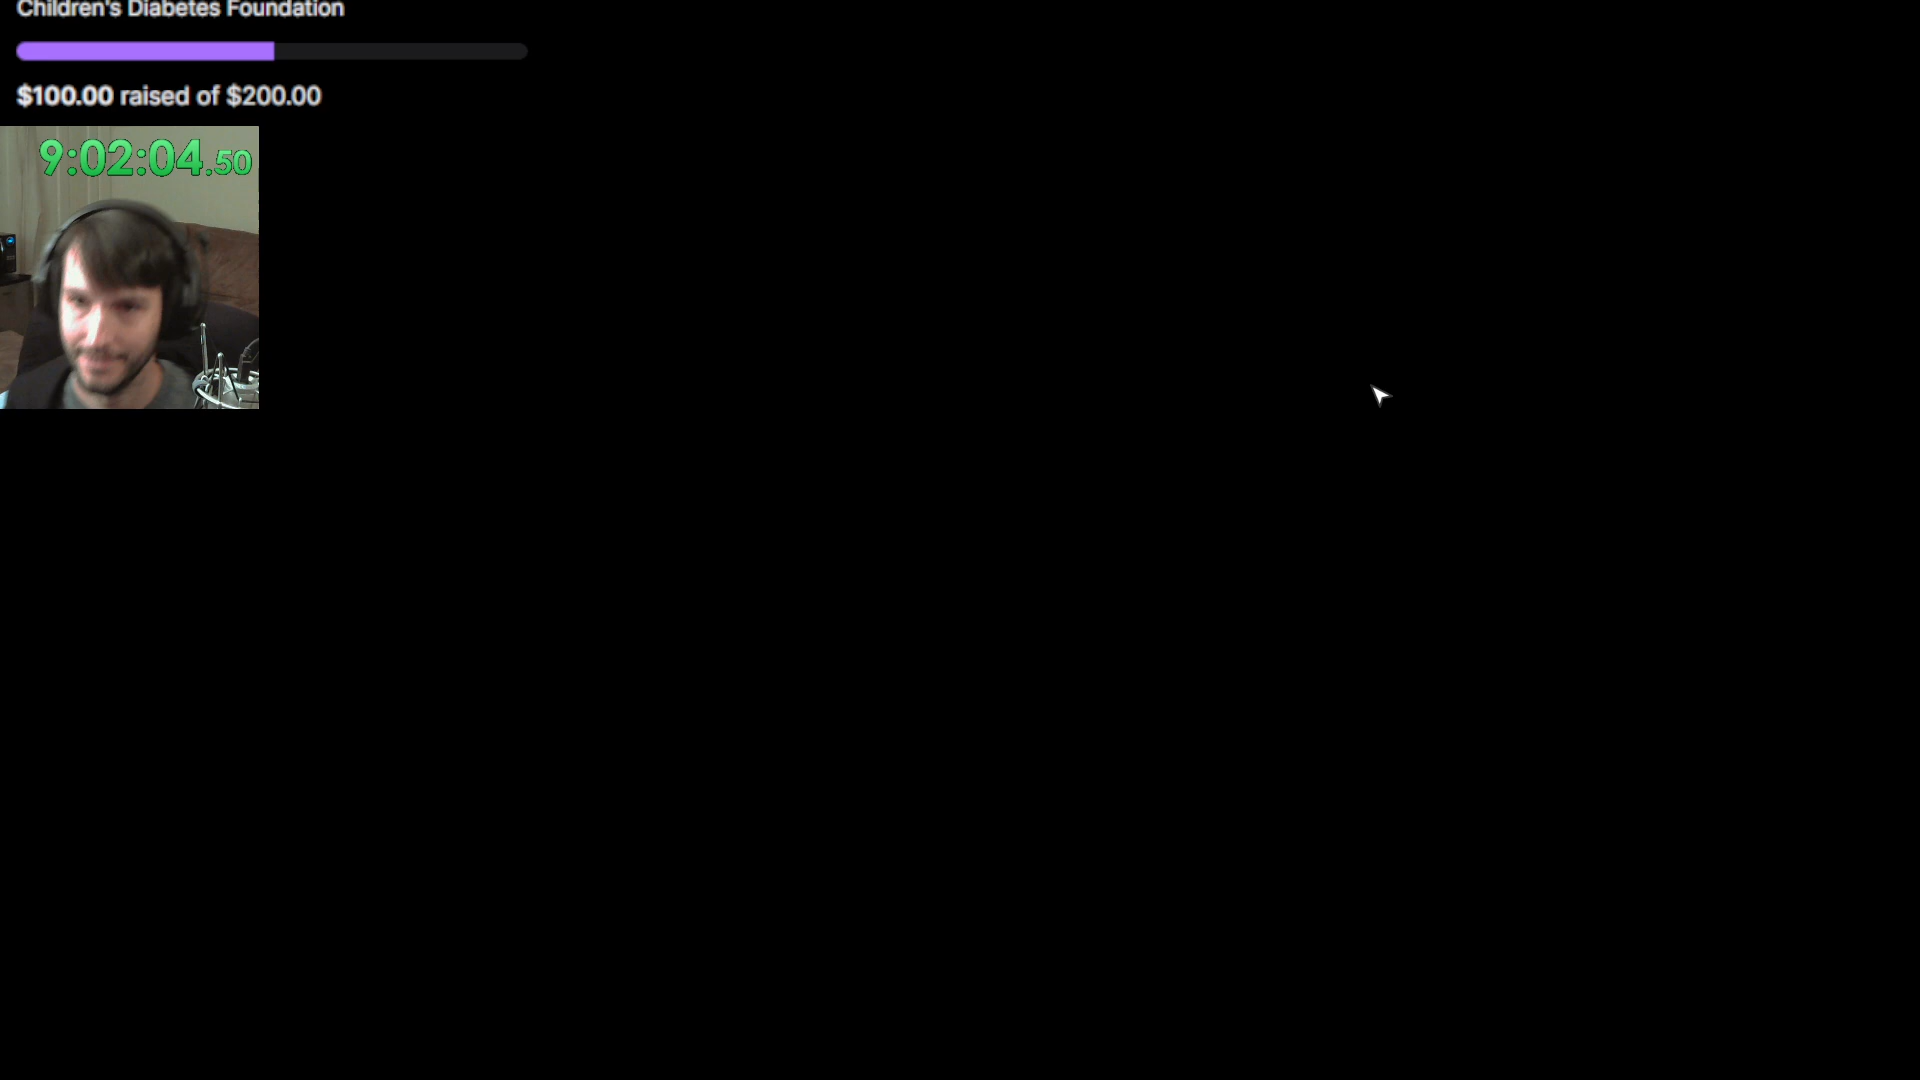 Children's Diabetes Foundation
$100.00 raised of $200.00
9:02:04.50